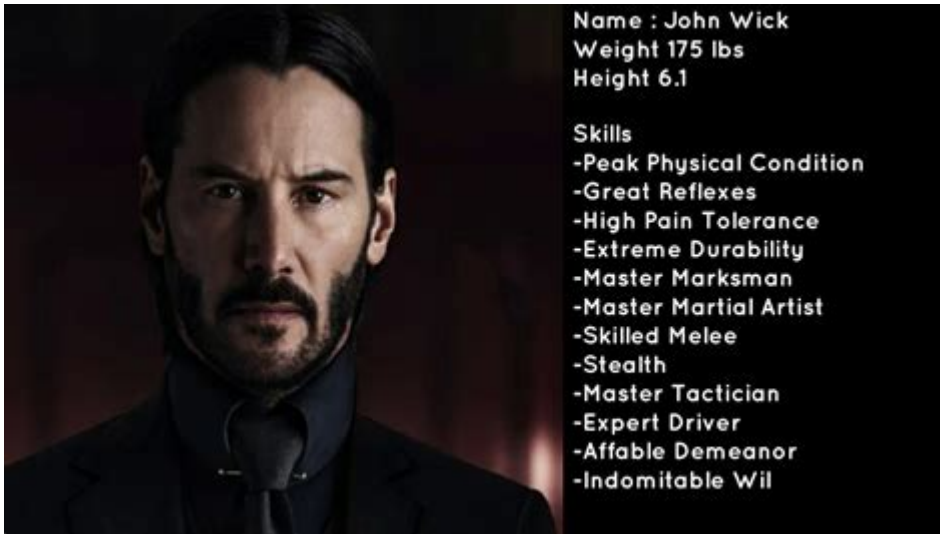 Name : John Wick
Weight 175 lbs
Height 6.1
Skills
-Peak Physical Condition
-Great Reflexes
-High Pain Tolerance
-Extreme Durability
-Master Marksman
-Master Martial Artist
-Skilled Melee
-Stealth
-Master Tactician
-Expert Driver
-Affable Demeanor
-Indomitable Wil